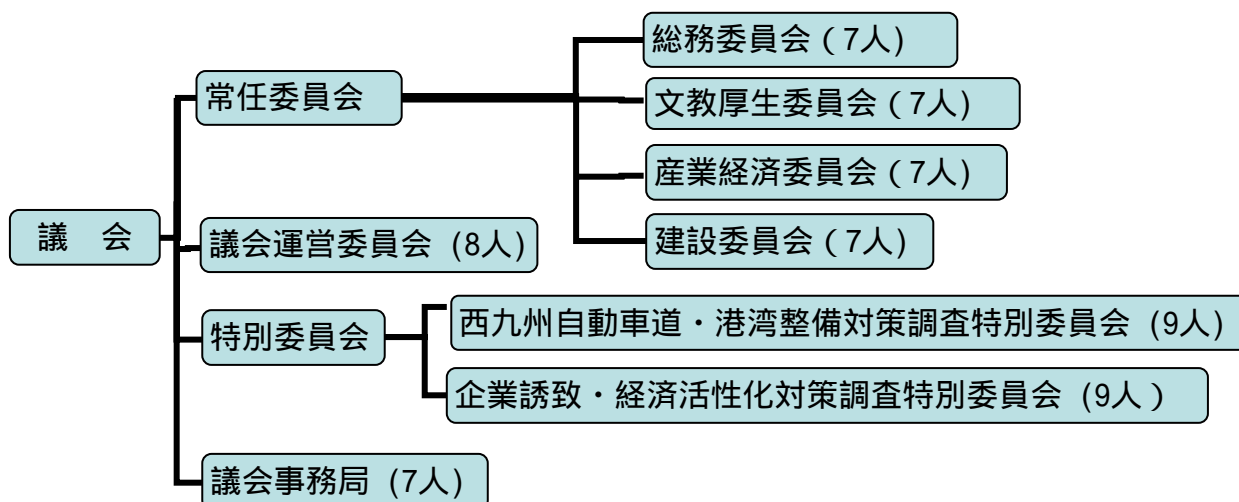 議　会
常任委員会
総務委員会（7人）
文教厚生委員会（7人）
産業経済委員会（7人）
建設委員会（7人）
議会運営委員会 (8人)
特別委員会
西九州自動車道・港湾整備対策調査特別委員会 (9人)
企業誘致・経済活性化対策調査特別委員会 (9人）
議会事務局 (7人)